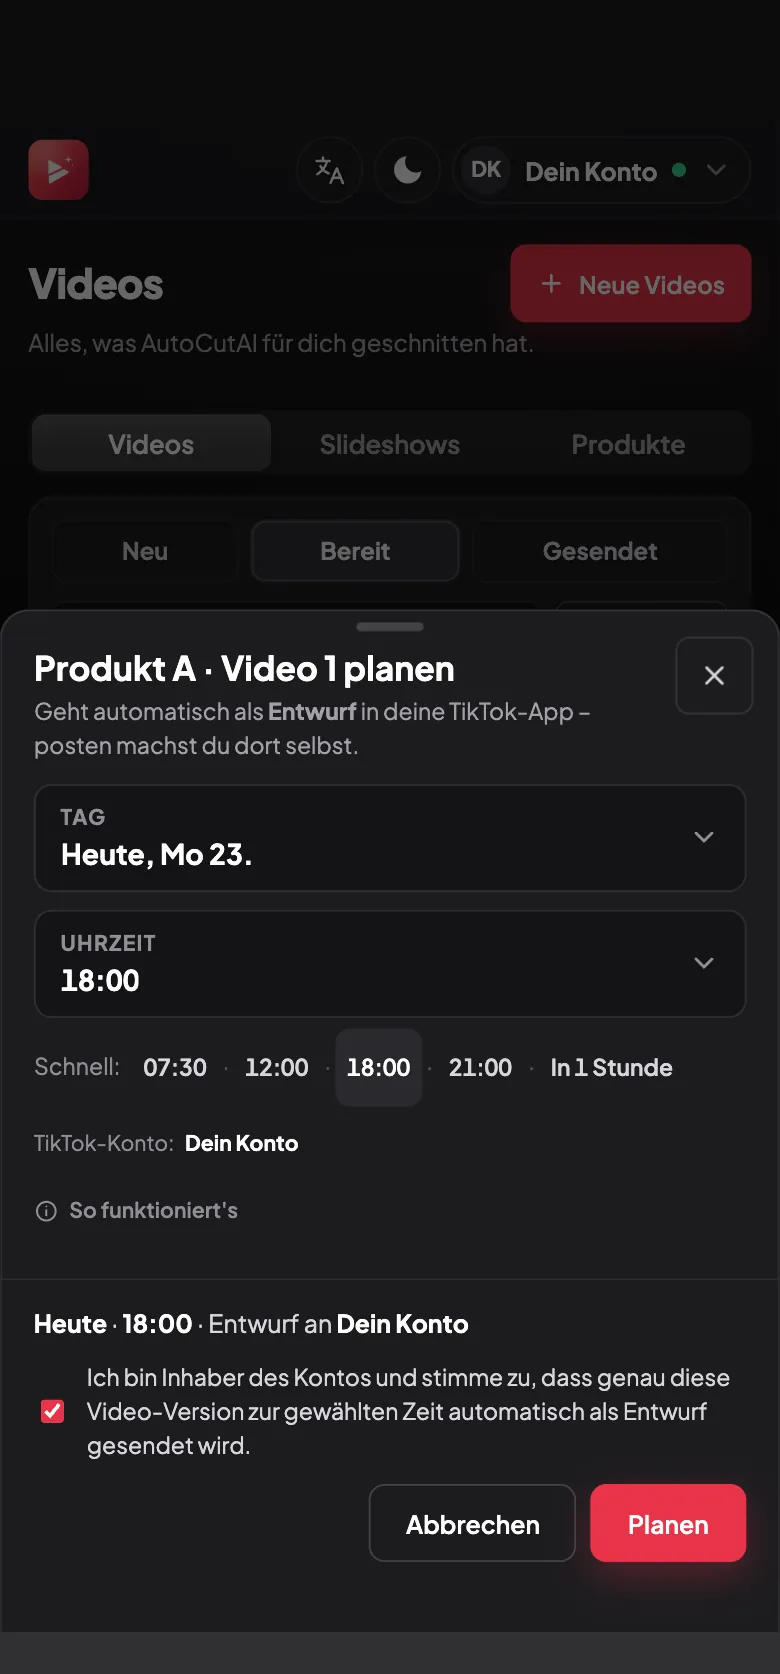 DK Dein Konto
Videos
+ Neue Videos
Alles, was AutoCutAI für dich geschnitten hat.
Videos Slideshows Produkte
Neu Bereit Gesendet
Produkt A · Video 1 planen
Geht automatisch als Entwurf in deine TikTok-App –
posten machst du dort selbst.
TAG
Heute, Mo 23.
UHRZEIT
18:00
Schnell: 07:30 · 12:00 · 18:00 · 21:00 · In 1 Stunde
TikTok-Konto: Dein Konto
So funktioniert's
Heute · 18:00 · Entwurf an Dein Konto
Ich bin Inhaber des Kontos und stimme zu, dass genau diese
Video-Version zur gewählten Zeit automatisch als Entwurf
gesendet wird.
Abbrechen Planen